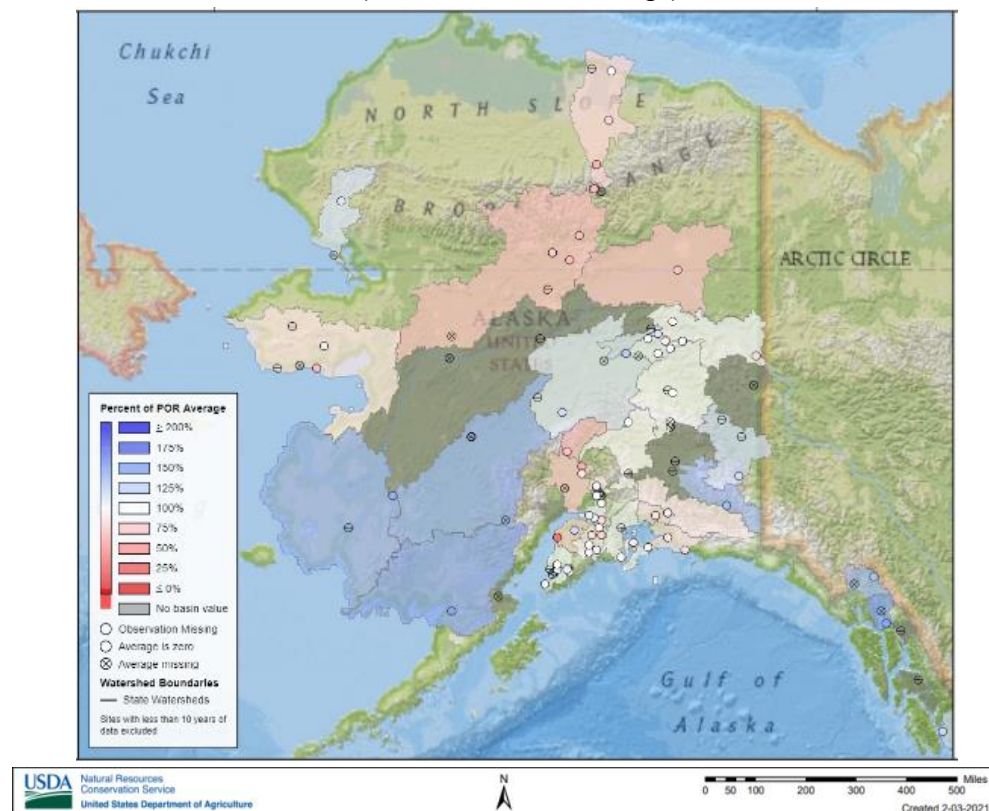 Chukchi
Sea
NORTH SLOPE
BROOKS RANGE
ARCTIC CIRCLE
ALASKA
UNITED
STATES
Percent of POR Average
≥ 200%
175%
150%
125%
100%
75%
50%
25%
≤ 0%
No basin value
Observation Missing
Average is zero
Average missing
Watershed Boundaries
State Watersheds
Sites with less than 10 years of
data excluded
Gulf of
Alaska
USDA
Natural Resources
Conservation Service
United States Department of Agriculture
N
Miles
0 50 100 200 300 400 500
Created 2-03-2021